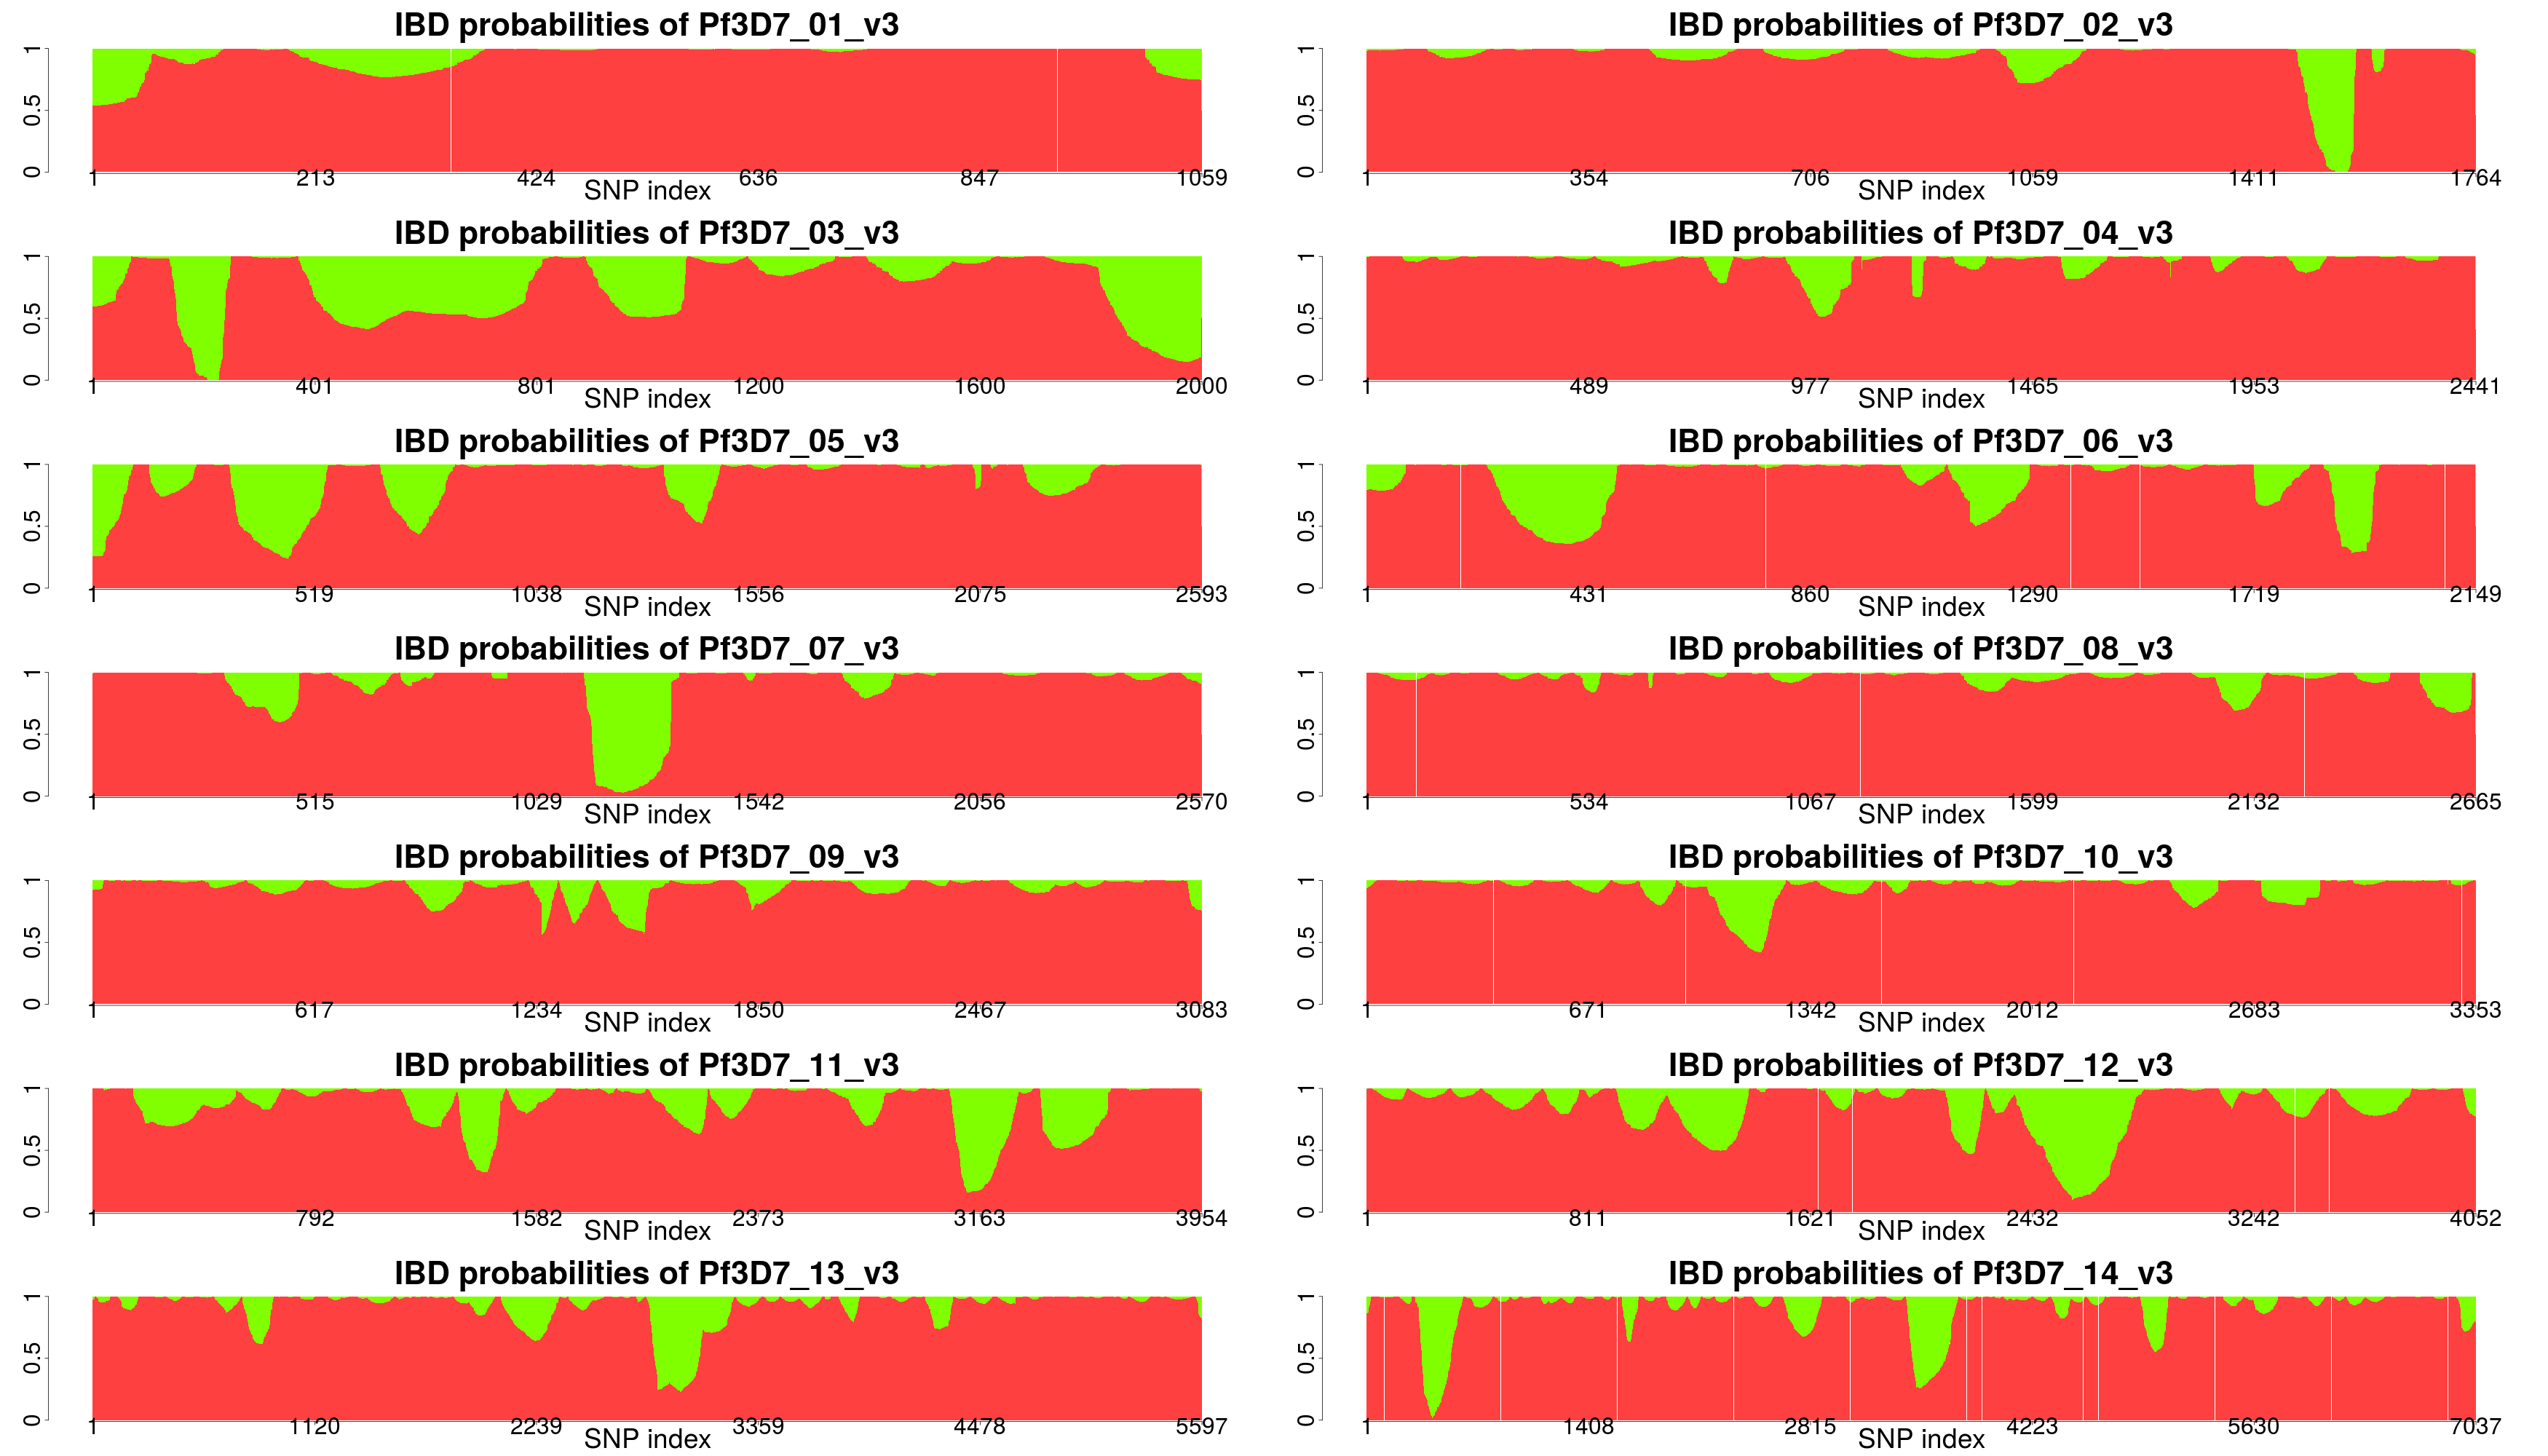 IBD probabilities of Pf3D7_01_v3
0 0.5 1
1 213 424 636 847 1059
SNP index
IBD probabilities of Pf3D7_02_v3
0 0.5 1
1 354 706 1059 1411 1764
SNP index
IBD probabilities of Pf3D7_03_v3
0 0.5 1
1 401 801 1200 1600 2000
SNP index
IBD probabilities of Pf3D7_04_v3
0 0.5 1
1 489 977 1465 1953 2441
SNP index
IBD probabilities of Pf3D7_05_v3
0 0.5 1
1 519 1038 1556 2075 2593
SNP index
IBD probabilities of Pf3D7_06_v3
0 0.5 1
1 431 860 1290 1719 2149
SNP index
IBD probabilities of Pf3D7_07_v3
0 0.5 1
1 515 1029 1542 2056 2570
SNP index
IBD probabilities of Pf3D7_08_v3
0 0.5 1
1 534 1067 1599 2132 2665
SNP index
IBD probabilities of Pf3D7_09_v3
0 0.5 1
1 617 1234 1850 2467 3083
SNP index
IBD probabilities of Pf3D7_10_v3
0 0.5 1
1 671 1342 2012 2683 3353
SNP index
IBD probabilities of Pf3D7_11_v3
0 0.5 1
1 792 1582 2373 3163 3954
SNP index
IBD probabilities of Pf3D7_12_v3
0 0.5 1
1 811 1621 2432 3242 4052
SNP index
IBD probabilities of Pf3D7_13_v3
0 0.5 1
1 1120 2239 3359 4478 5597
SNP index
IBD probabilities of Pf3D7_14_v3
0 0.5 1
1 1408 2815 4223 5630 7037
SNP index